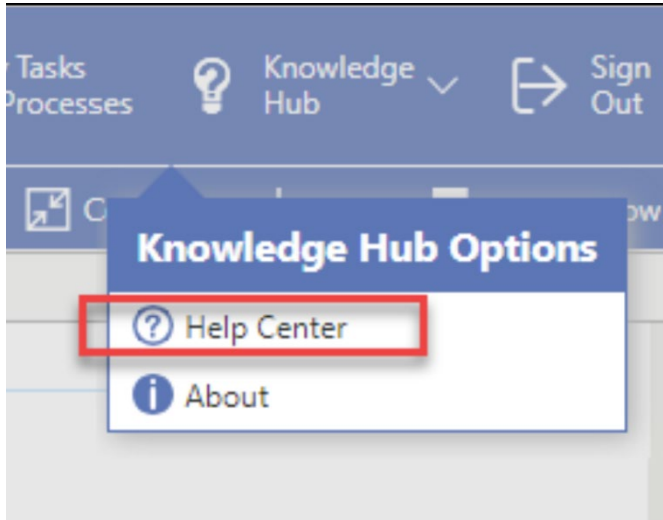 Tasks
Processes
Knowledge
Hub
Sign
Out
Knowledge Hub Options
Help Center
About